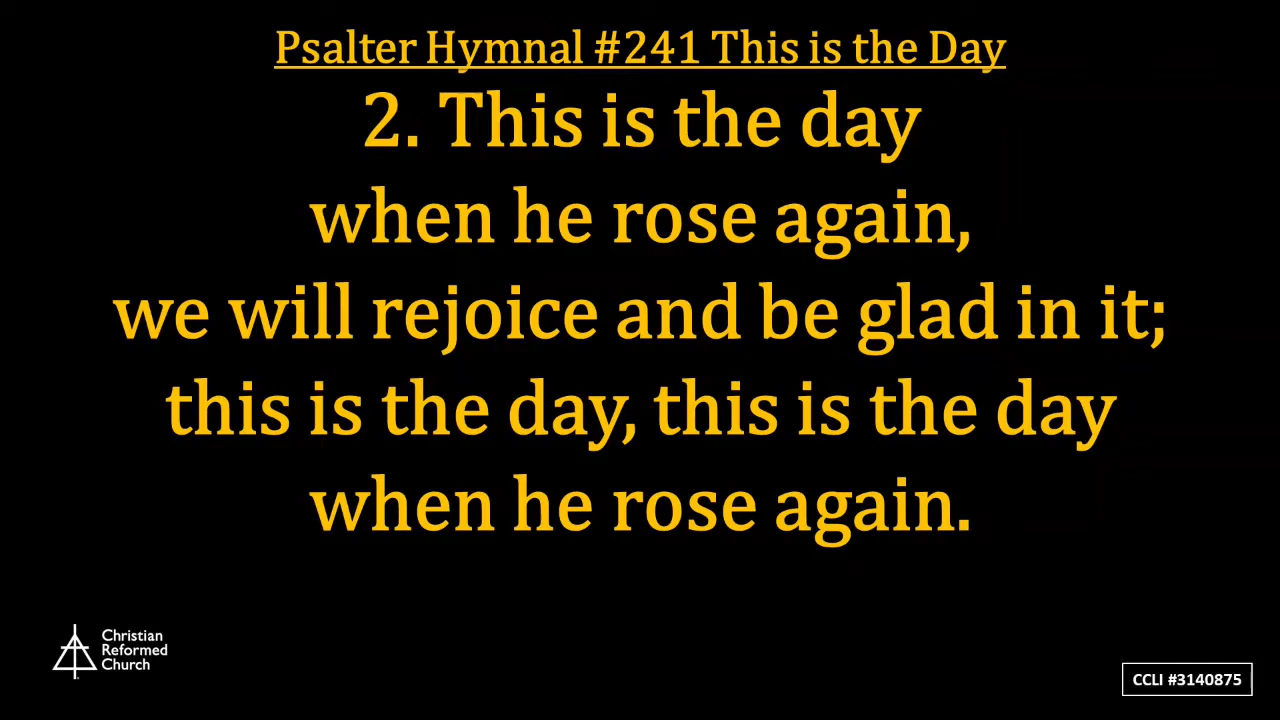 Psalter Hymnal #241 This is the Day
2. This is the day
when he rose again,
we will rejoice and be glad in it;
this is the day, this is the day
when he rose again.
Christian
Reformed
Church
CCLI #3140875